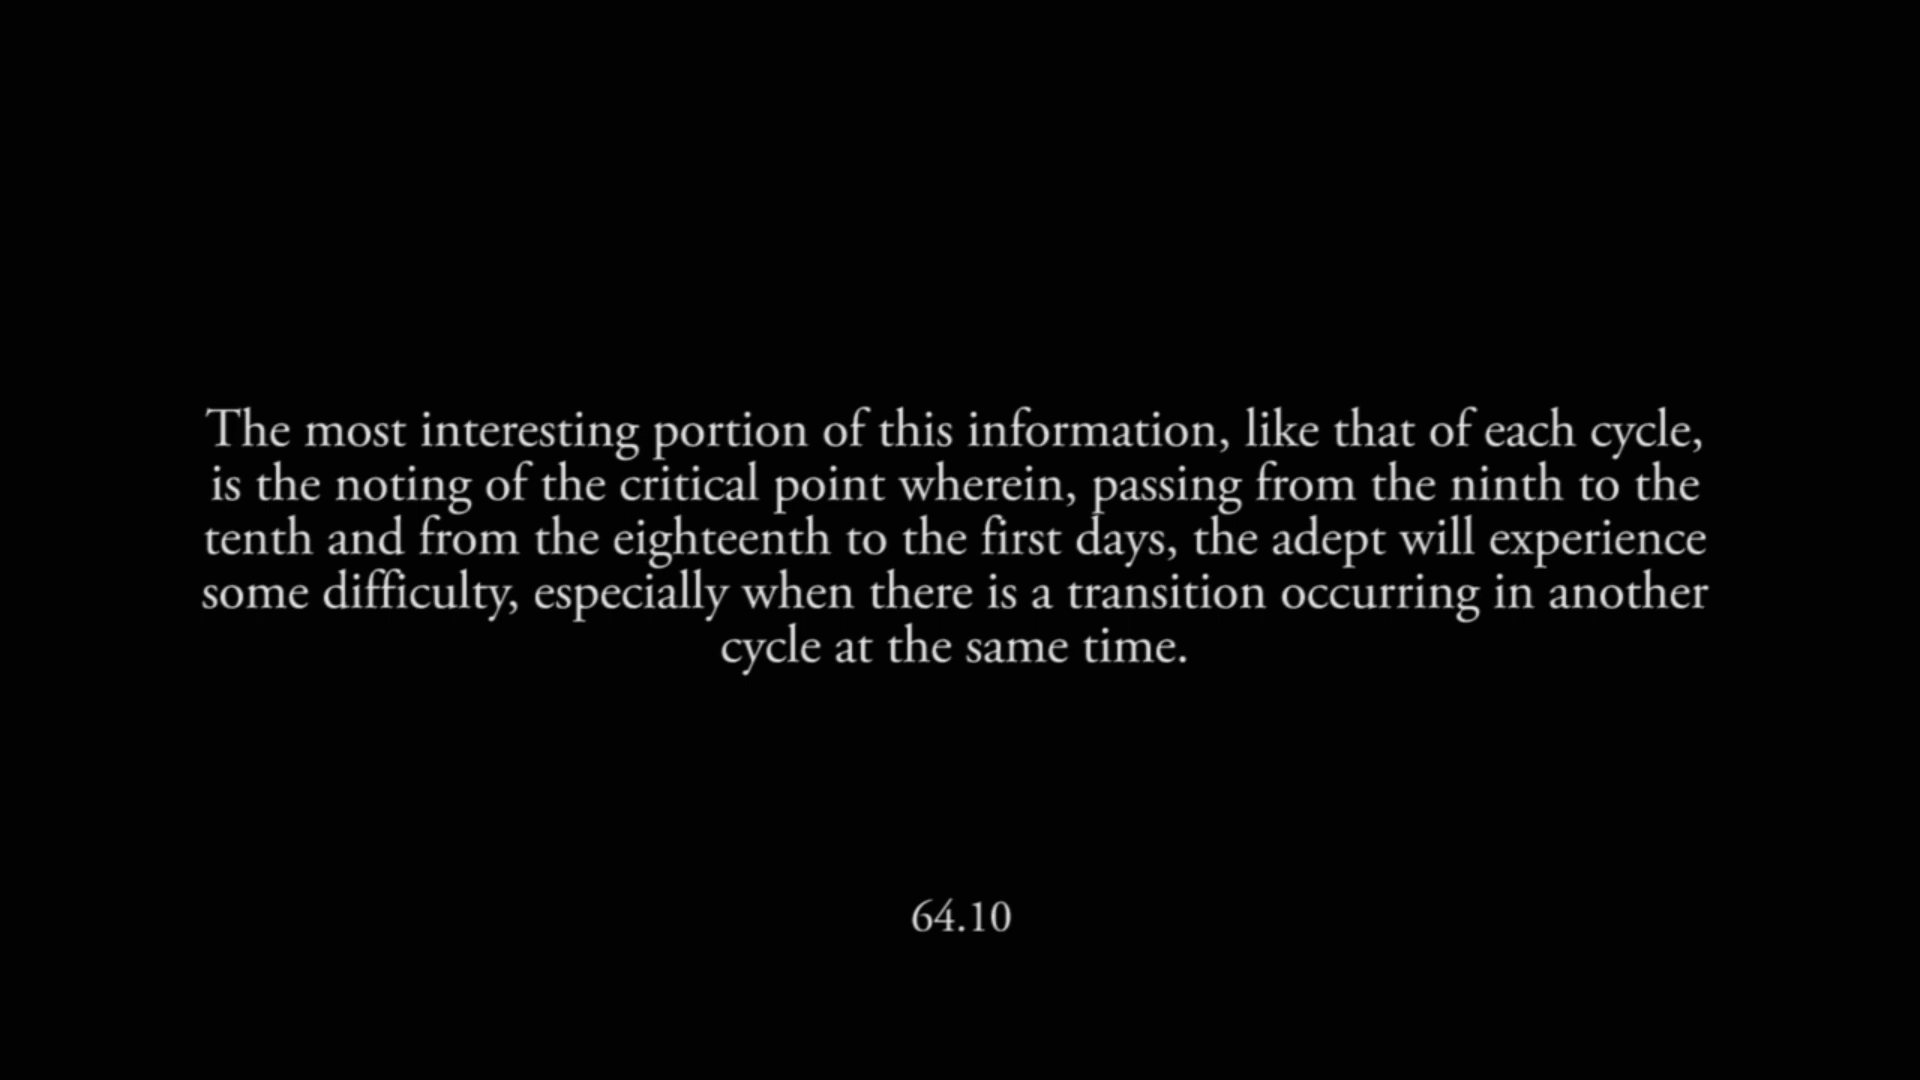 The most interesting portion of this information, like that of each cycle,
is the noting of the critical point wherein, passing from the ninth to the
tenth and from the eighteenth to the first days, the adept will experience
some difficulty, especially when there is a transition occurring in another
cycle at the same time.
64.10